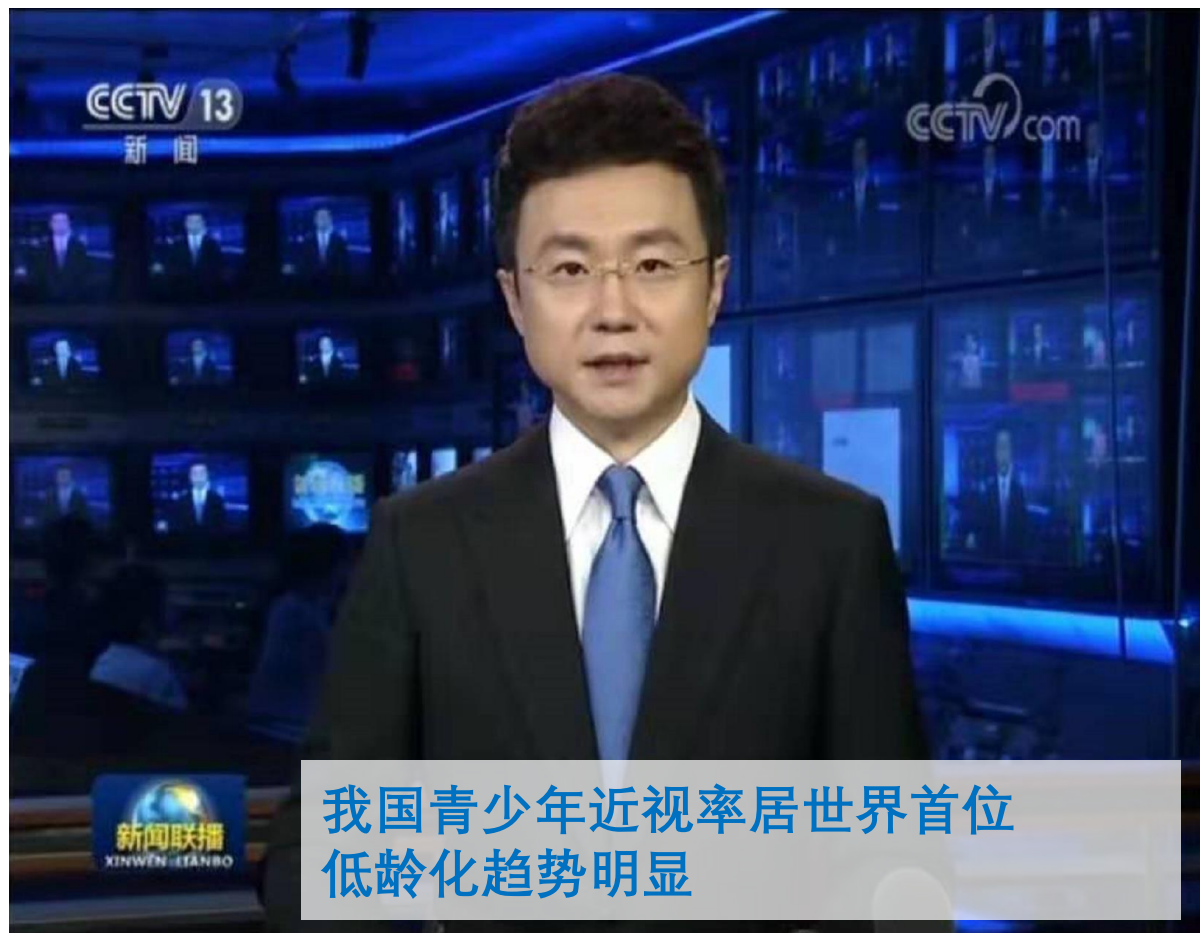 CCTV 13
新闻
CCTV.com
新闻联播
XINWEN LIANBO
我国青少年近视率居世界首位
低龄化趋势明显